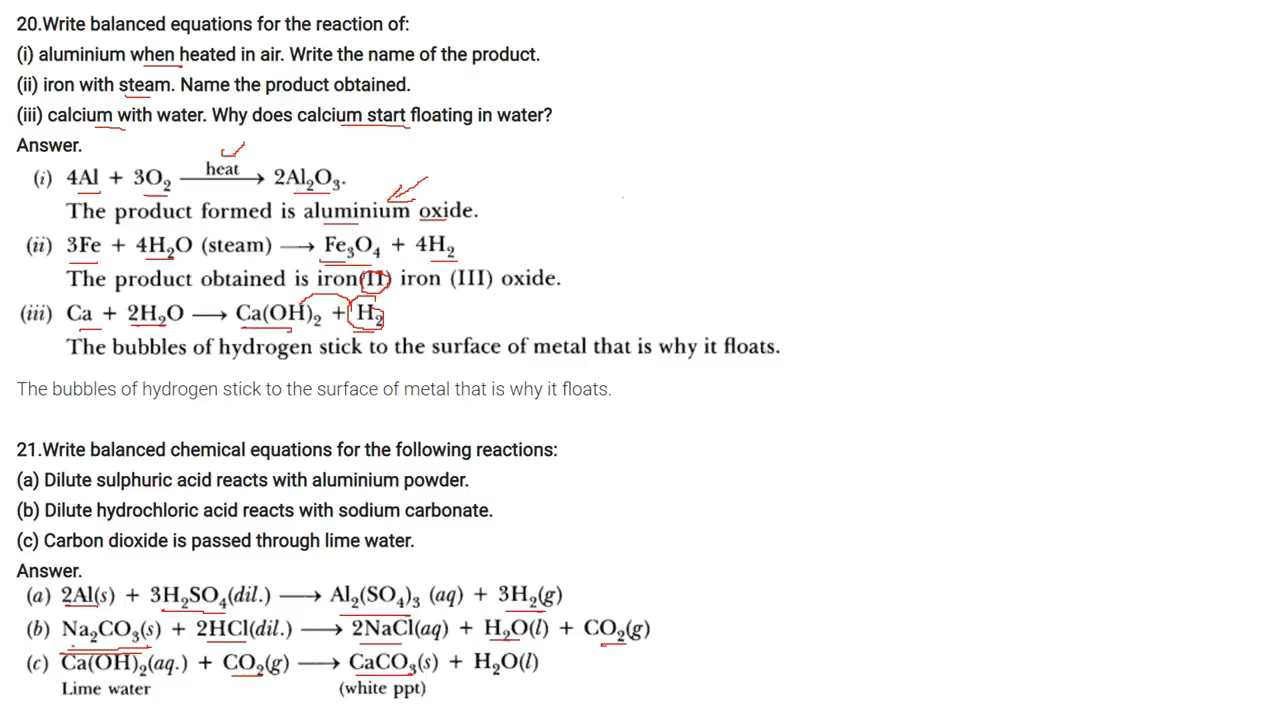 20.Write balanced equations for the reaction of:
(i) aluminium when heated in air. Write the name of the product.
(ii) iron with steam. Name the product obtained.
(iii) calcium with water. Why does calcium start floating in water?
Answer.
(i) 4Al + 3O₂ —heat→ 2Al₂O₃.
The product formed is aluminium oxide.
(ii) 3Fe + 4H₂O (steam) ⟶ Fe₃O₄ + 4H₂
The product obtained is iron(II) iron (III) oxide.
(iii) Ca + 2H₂O ⟶ Ca(OH)₂ + H₂
The bubbles of hydrogen stick to the surface of metal that is why it floats.
The bubbles of hydrogen stick to the surface of metal that is why it floats.
21.Write balanced chemical equations for the following reactions:
(a) Dilute sulphuric acid reacts with aluminium powder.
(b) Dilute hydrochloric acid reacts with sodium carbonate.
(c) Carbon dioxide is passed through lime water.
Answer.
(a) 2Al(s) + 3H₂SO₄(dil.) ⟶ Al₂(SO₄)₃ (aq) + 3H₂(g)
(b) Na₂CO₃(s) + 2HCl(dil.) ⟶ 2NaCl(aq) + H₂O(l) + CO₂(g)
(c) Ca(OH)₂(aq.) + CO₂(g) ⟶ CaCO₃(s) + H₂O(l)
Lime water (white ppt)